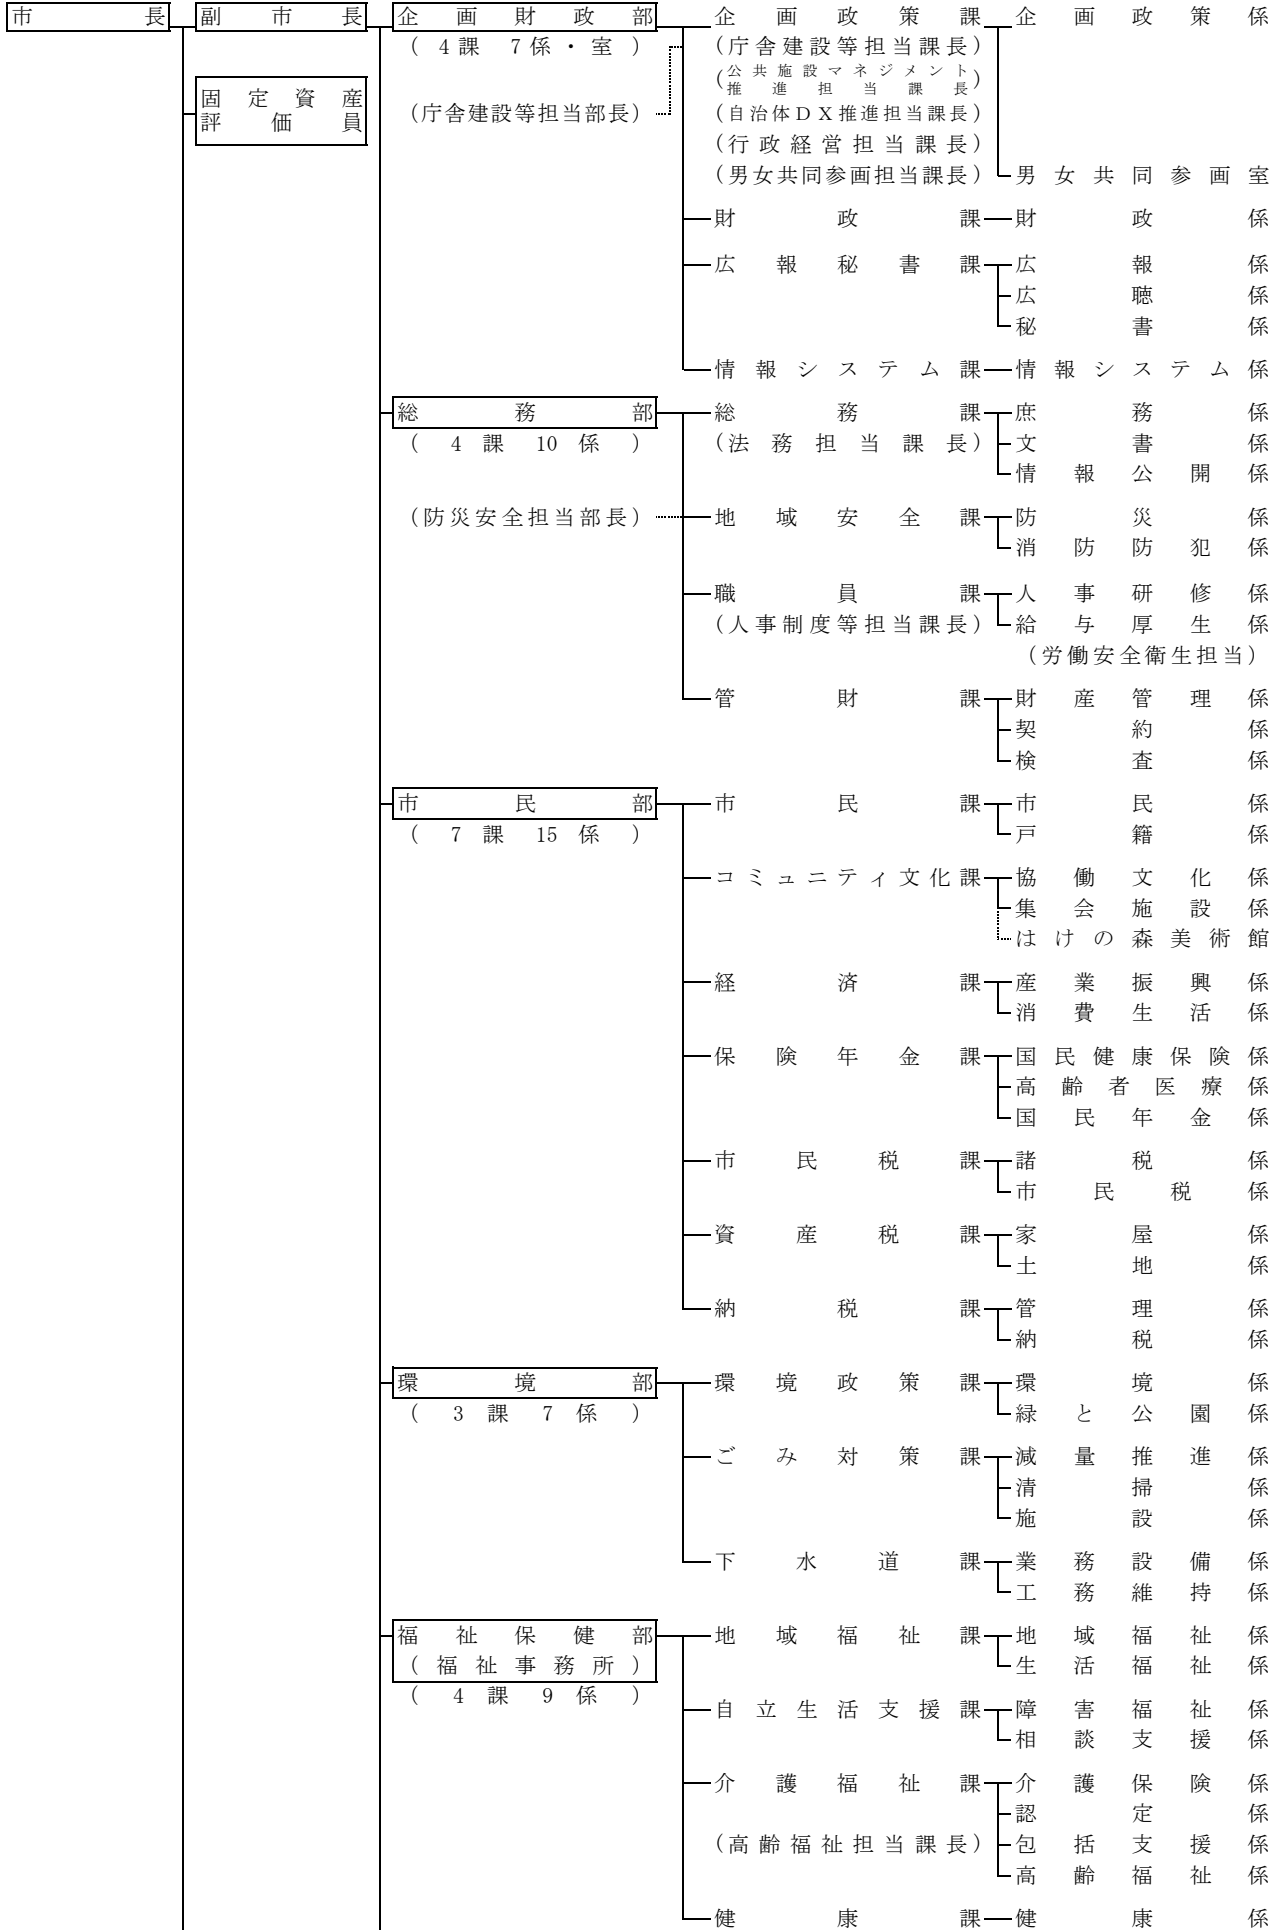 市長 副市長 企画財政部 企画政策課 企画政策係
(4課 7係・室) (庁舎建設等担当課長)
(公共施設マネジメント
推進担当課長)
固定資産
評価員
(庁舎建設等担当部長) (自治体DX推進担当課長)
(行政経営担当課長)
(男女共同参画担当課長) 男女共同参画室
財政課 財政係
広報秘書課 広報係
広聴係
秘書係
情報システム課 情報システム係
総務部 総務課 庶務係
(4課 10係) (法務担当課長) 文書係
情報公開係
(防災安全担当部長) 地域安全課 防災係
消防防犯係
職員課 人事研修係
(人事制度等担当課長) 給与厚生係
(労働安全衛生担当)
管財課 財産管理係
契約係
検査係
市民部 市民課 市民係
(7課 15係) 戸籍係
コミュニティ文化課 協働文化係
集会施設係
はけの森美術館
経済課 産業振興係
消費生活係
保険年金課 国民健康保険係
高齢者医療係
国民年金係
市民税課 諸税係
市民税係
資産税課 家屋係
土地係
納税課 管理係
納税係
環境部 環境政策課 環境係
(3課 7係) 緑と公園係
ごみ対策課 減量推進係
清掃係
施設係
下水道課 業務設備係
工務維持係
福祉保健部 地域福祉課 地域福祉係
(福祉事務所) 生活福祉係
(4課 9係) 自立生活支援課 障害福祉係
相談支援係
介護福祉課 介護保険係
認定係
(高齢福祉担当課長) 包括支援係
高齢福祉係
健康課 健康係